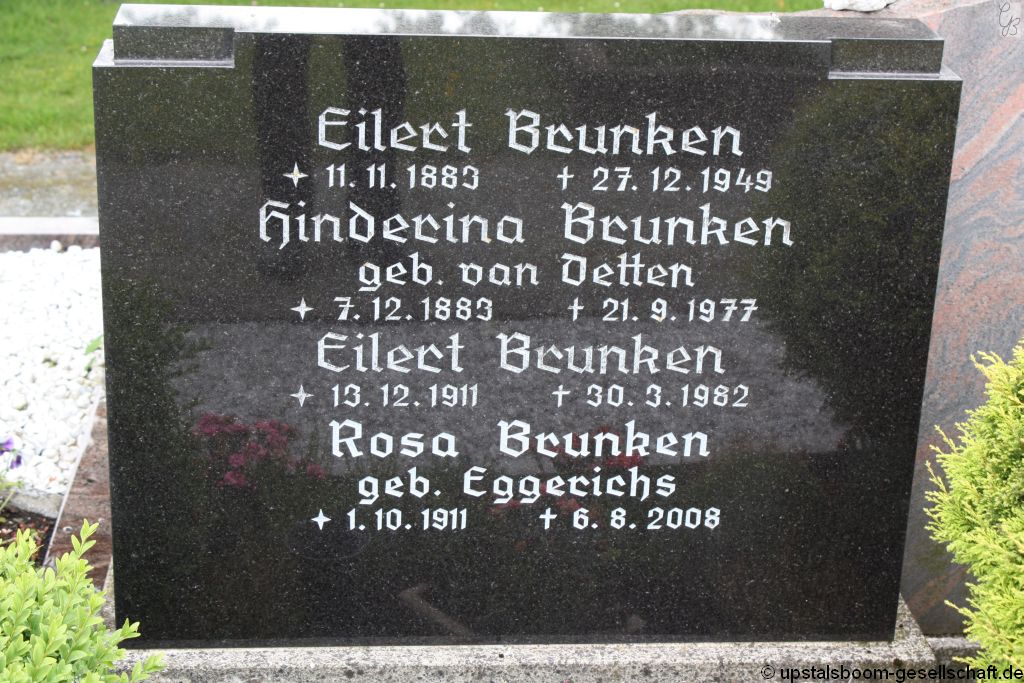 Eilert Brunken
✦ 11. 11. 1883 † 27. 12. 1949
Hinderina Brunken
geb. van Detten
✦ 7. 12. 1883 † 21. 9. 1977
Eilert Brunken
✦ 13. 12. 1911 † 30. 3. 1982
Rosa Brunken
geb. Eggerichs
✦ 1. 10. 1911 † 6. 8. 2008
© upstalsboom-gesellschaft.de